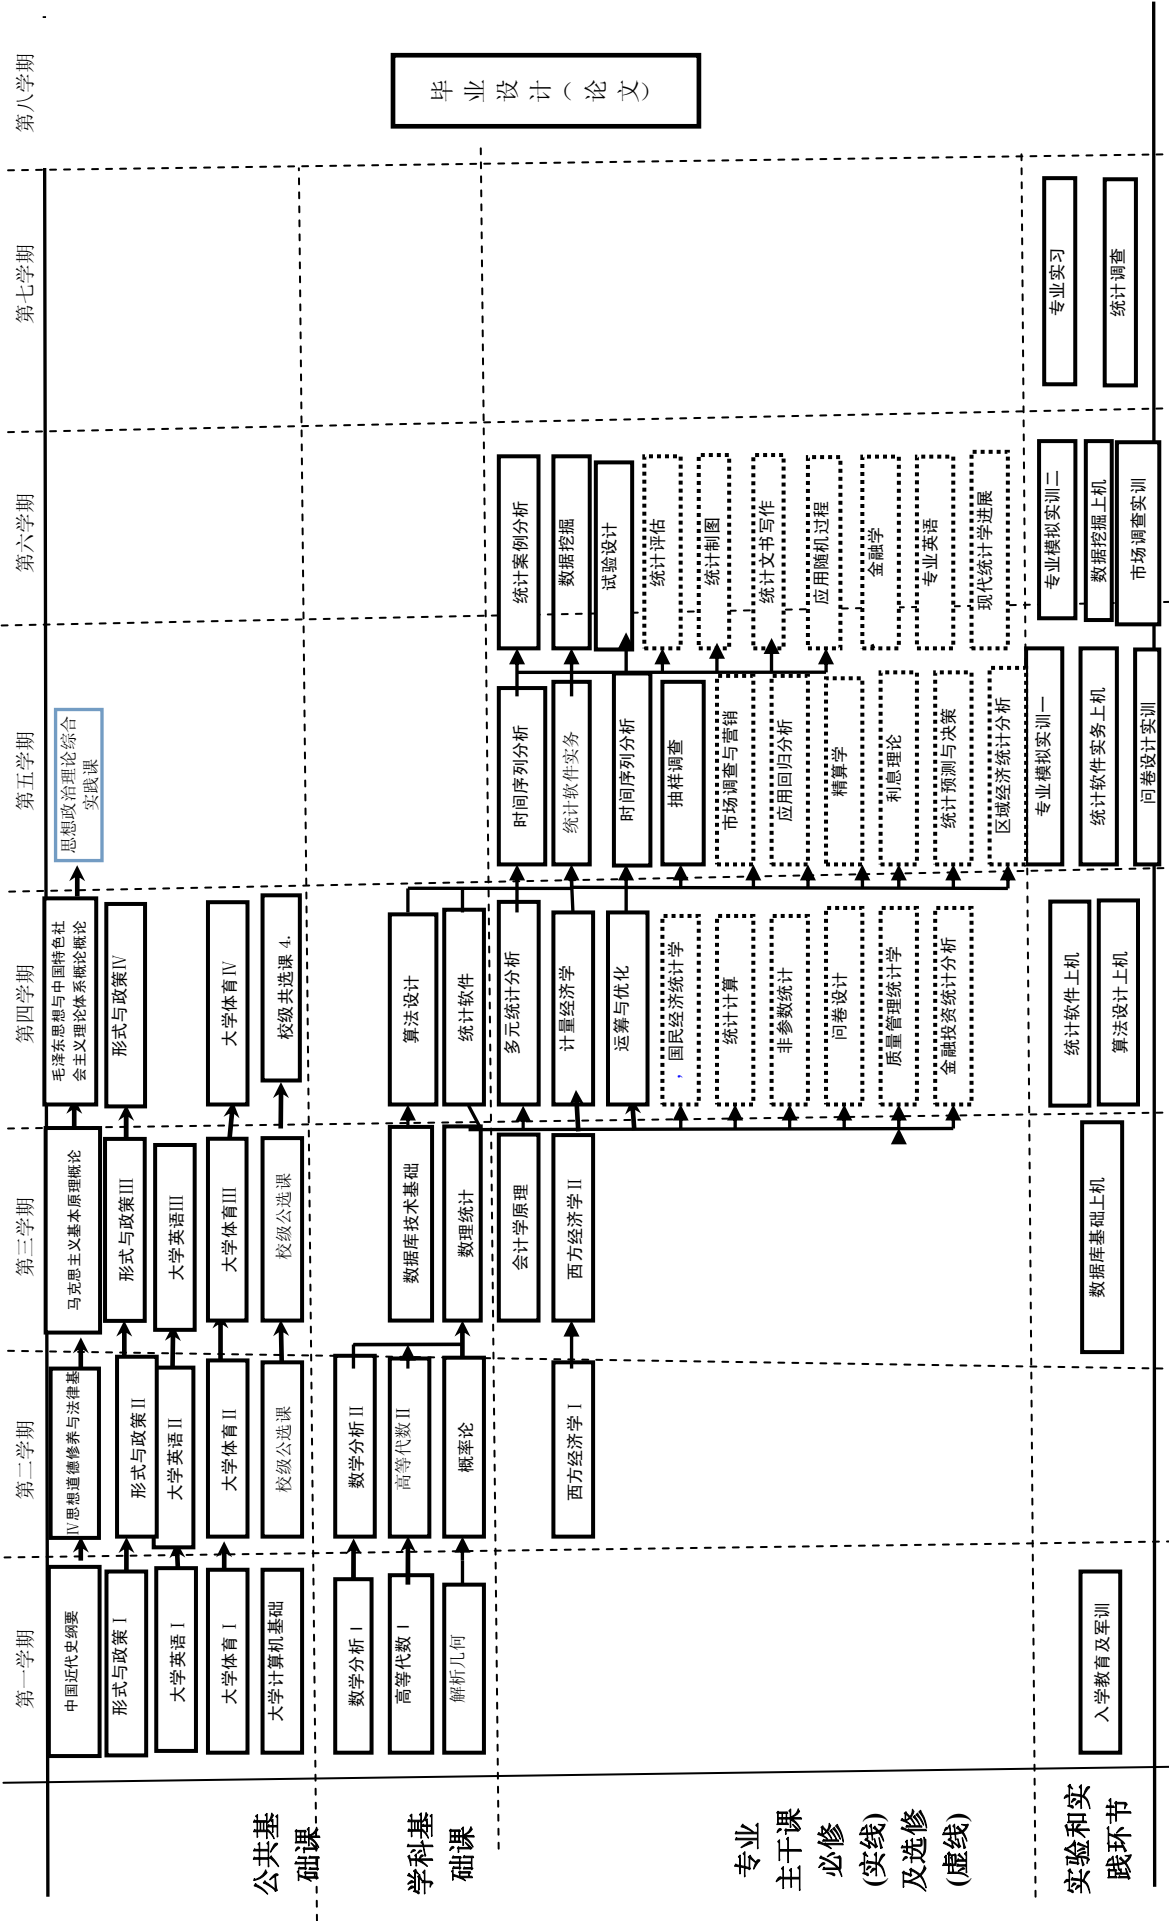 第一学期
第二学期
第三学期
第四学期
第五学期
第六学期
第七学期
第八学期
公共基
础课
中国近代史纲要
IV思想道德修养与法律基
马克思主义基本原理概论
毛泽东思想与中国特色社
会主义理论体系概论概论
思想政治理论综合
实践课
形式与政策Ⅰ
形式与政策Ⅱ
形式与政策Ⅲ
形式与政策Ⅳ
大学英语Ⅰ
大学英语Ⅱ
大学英语Ⅲ
大学体育Ⅰ
大学体育Ⅱ
大学体育Ⅲ
大学体育Ⅳ
大学计算机基础
校级公选课
校级公选课
校级共选课 4.
学科基
础课
数学分析Ⅰ
数学分析Ⅱ
高等代数Ⅰ
高等代数Ⅱ
数据库技术基础
算法设计
解析几何
概率论
数理统计
统计软件
毕业设计（论文）
专业
主干课
必修
(实线)
及选修
(虚线)
会计学原理
多元统计分析
时间序列分析
统计案例分析
西方经济学Ⅰ
西方经济学Ⅱ
计量经济学
统计软件实务
数据挖掘
运筹与优化
时间序列分析
试验设计
，国民经济统计学
抽样调查
统计评估
统计计算
市场调查与营销
统计制图
非参数统计
应用回归分析
统计文书写作
问卷设计
精算学
应用随机过程
质量管理统计学
利息理论
金融学
金融投资统计分析
统计预测与决策
专业英语
区域经济统计分析
现代统计学进展
实验和实
践环节
入学教育及军训
数据库基础上机
统计软件上机
算法设计上机
专业模拟实训一
统计软件实务上机
问卷设计实训
专业模拟实训二
数据挖掘上机
市场调查实训
专业实习
统计调查